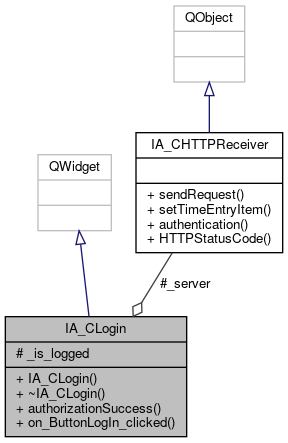 QObject
IA_CHTTPReceiver
+ sendRequest()
+ setTimeEntryItem()
+ authentication()
+ HTTPStatusCode()
QWidget
#_server
IA_CLogin
# _is_logged
+ IA_CLogin()
+ ~IA_CLogin()
+ authorizationSuccess()
+ on_ButtonLogIn_clicked()